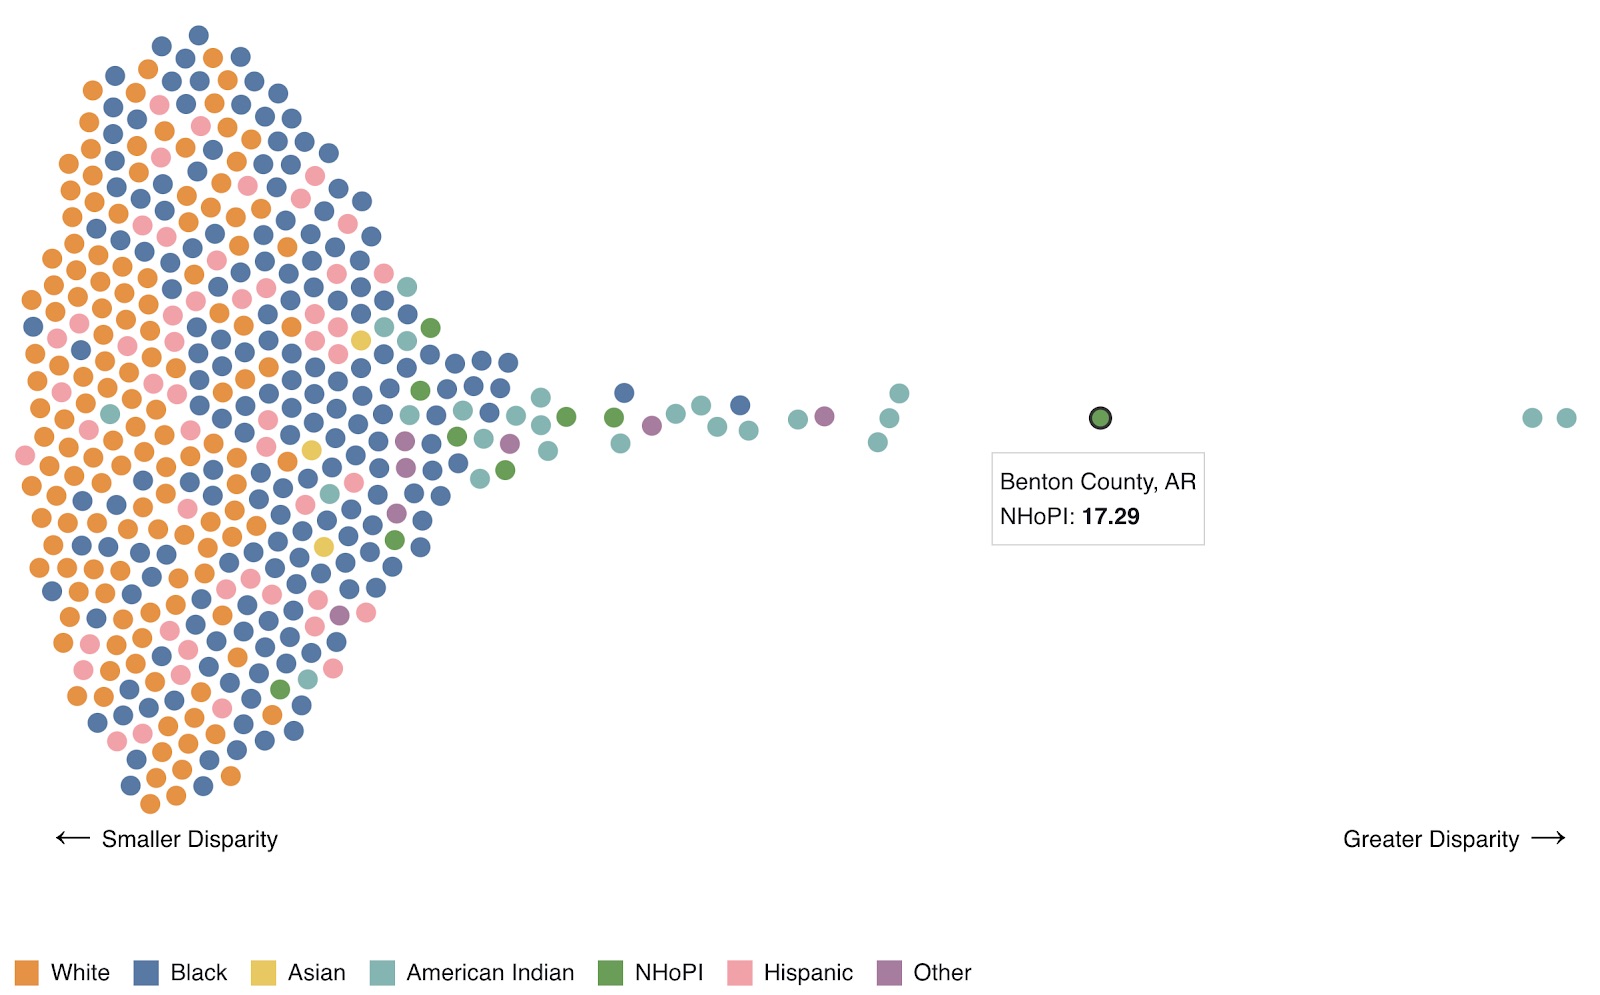 Benton County, AR
NHoPI: 17.29
← Smaller Disparity
Greater Disparity →
White
Black
Asian
American Indian
NHoPI
Hispanic
Other